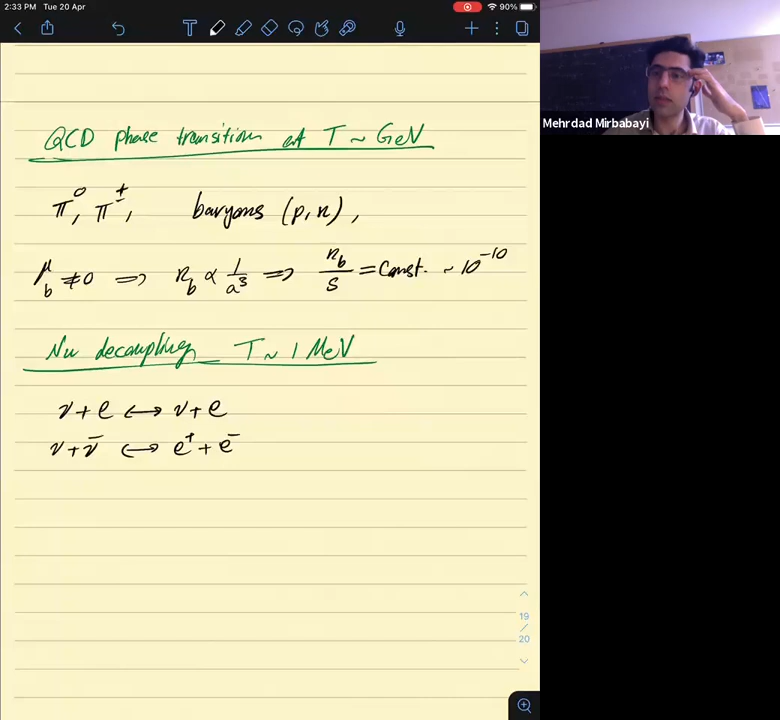 2:33 PM Tue 20 Apr
90%
QCD phase transition at T ~ GeV
π⁰, π^±, baryons (p,n),
μ_b ≠ 0 ⟹ n_b ∝ 1/a³ ⟹ n_b/s = Const. ~ 10⁻¹⁰
Nu decoupling T ~ 1 MeV
ν + e ⟷ ν + e
ν + ν̄ ⟷ e⁺ + e⁻
19
/
20
Mehrdad Mirbabayi